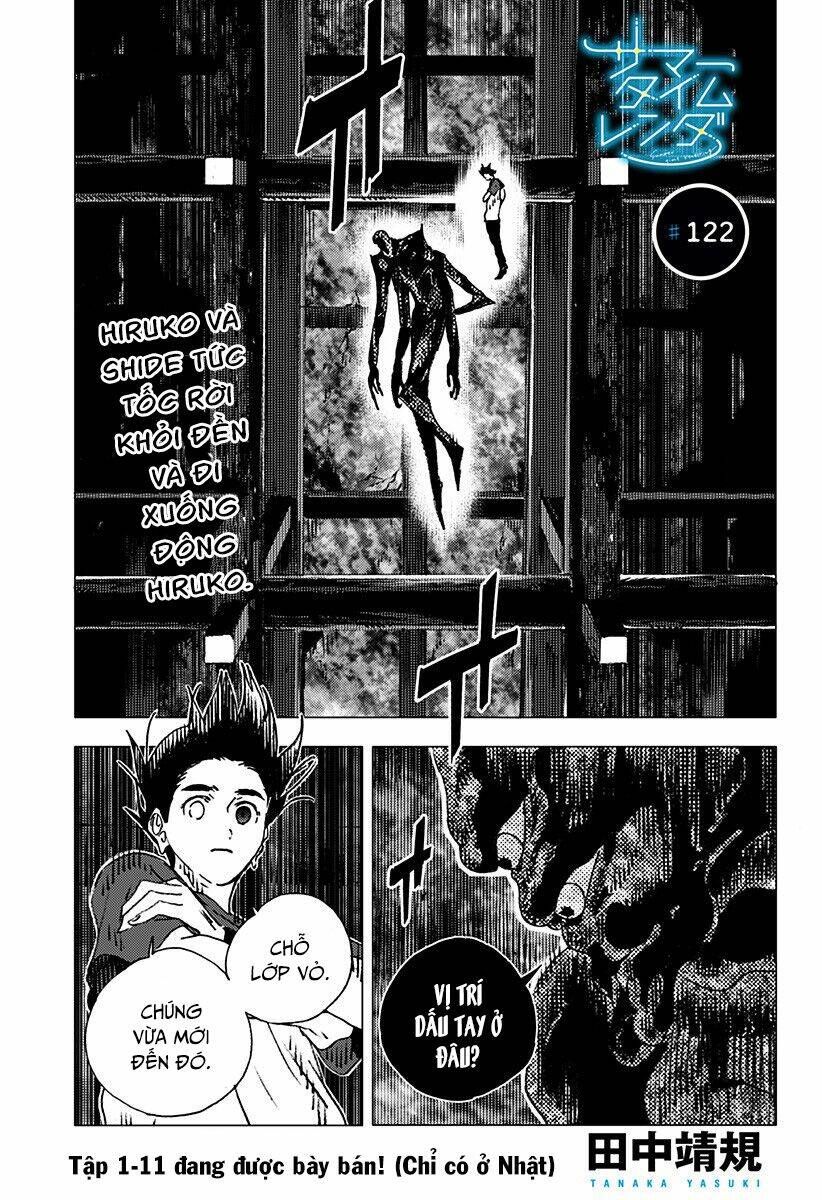 サマー
タイム
レンダ
#122
ザザ
HIRUKO VÀ
SHIDE TỨC
TỐC RỜI
KHỎI ĐỀN
VÀ ĐI
XUỐNG
ĐỘNG
HIRUKO.
VỊ TRÍ
DẤU TAY Ở
ĐÂU?
CHỖ
LỚP VỎ.
CHÚNG
VỪA MỚI
ĐẾN ĐÓ.
Tập 1-11 đang được bày bán! (Chỉ có ở Nhật)
田中靖規
TANAKA YASUKI